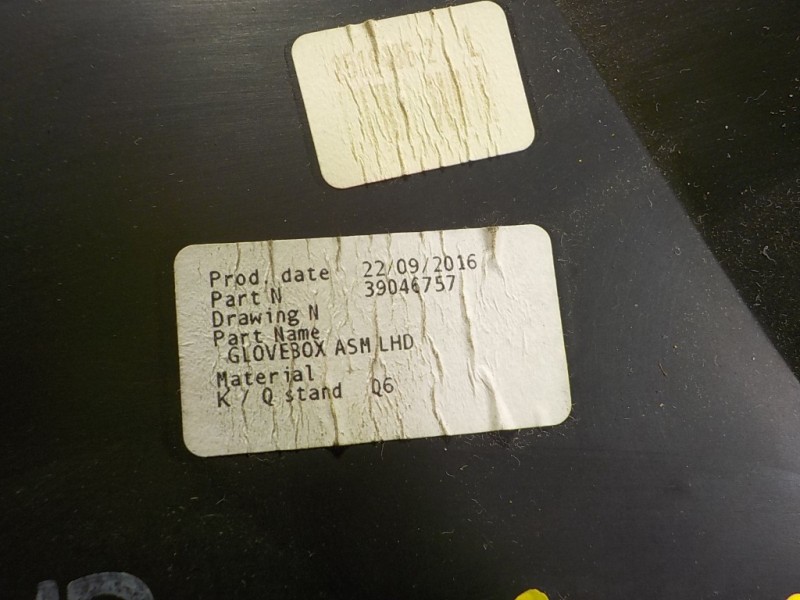 Prod. date 22/09/2016
Part N 39046757
Drawing N
Part Name
GLOVEBOX ASM LHD
Material
K / Q stand Q6